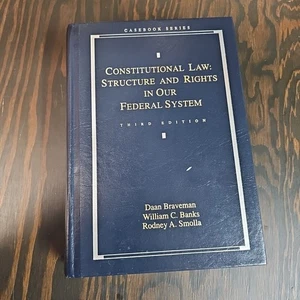 CASEBOOK SERIES
CONSTITUTIONAL LAW:
STRUCTURE AND RIGHTS
IN OUR
FEDERAL SYSTEM
THIRD EDITION
Daan Braveman
William C. Banks
Rodney A. Smolla